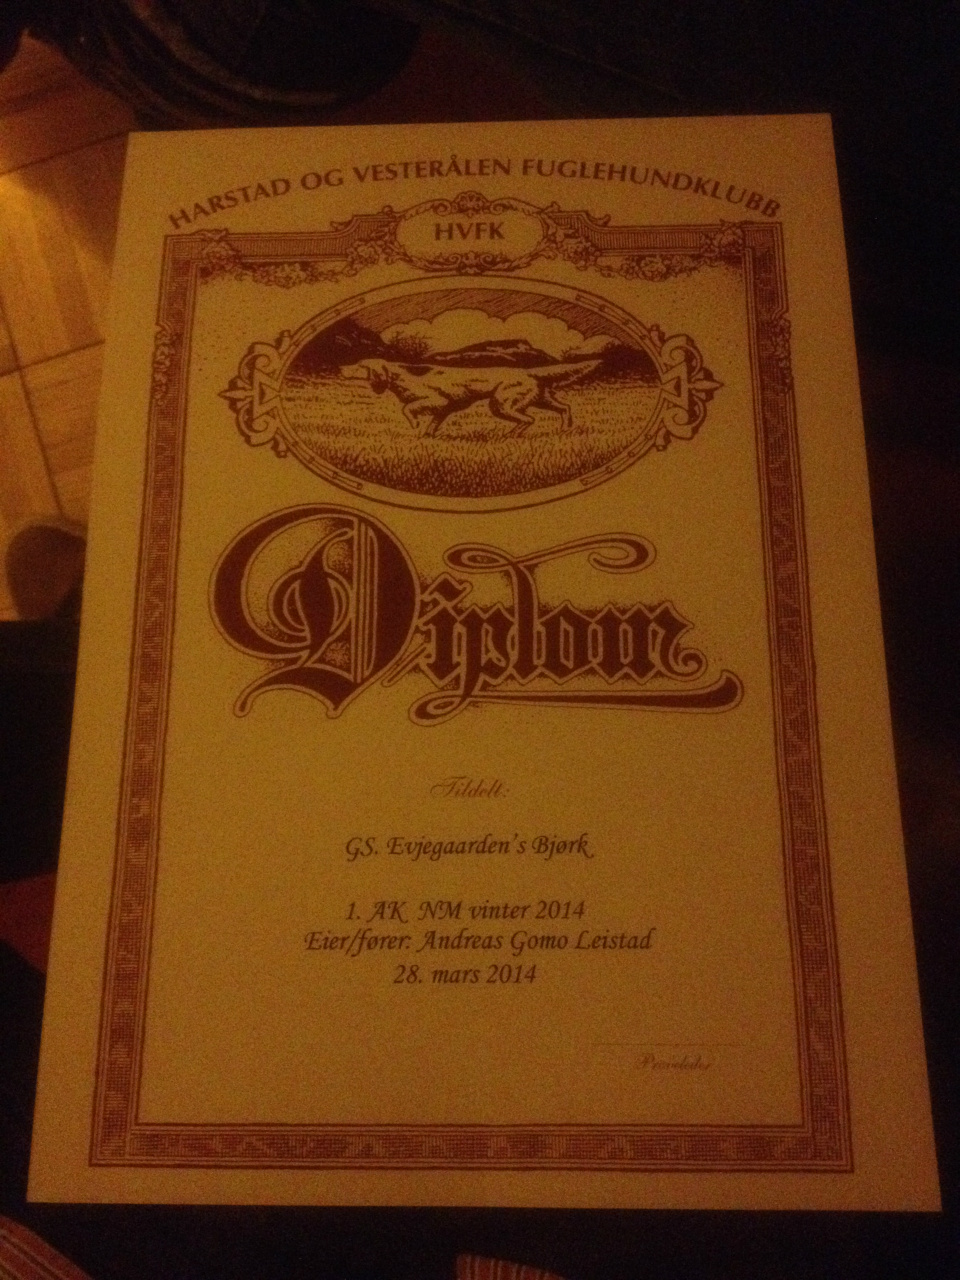 HARSTAD OG VESTERÅLEN FUGLEHUNDKLUBB
HVFK
Diplom
Tildelt:
GS. Evjegaarden's Bjørk
1. AK NM vinter 2014
Eier/fører: Andreas Gomo Leistad
28. mars 2014
Prøveleder